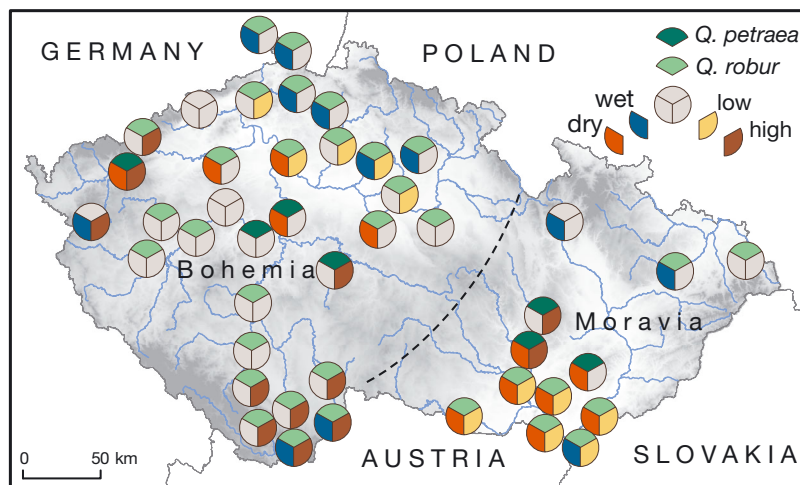 GERMANY
POLAND
Q. petraea
Q. robur
wet
low
dry
high
Bohemia
Moravia
AUSTRIA
SLOVAKIA
0
50 km